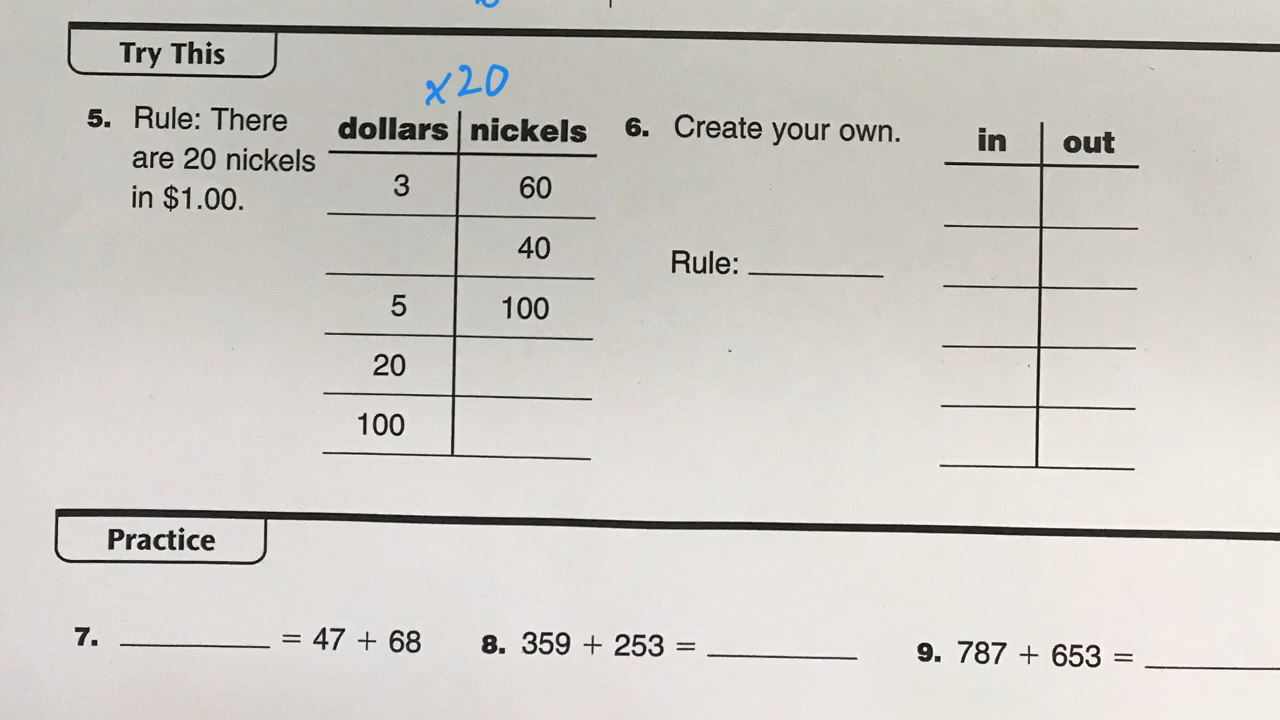 Try This
×20
5. Rule: There
are 20 nickels
in $1.00.
dollars nickels
3 60
40
5 100
20
100
6. Create your own.
Rule:
in out
Practice
7. = 47 + 68
8. 359 + 253 =
9. 787 + 653 =